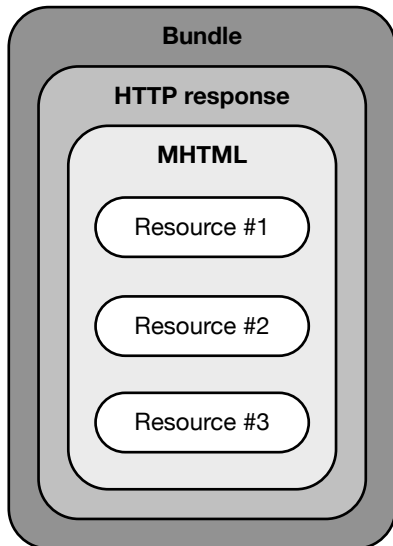 Bundle
HTTP response
MHTML
Resource #1
Resource #2
Resource #3